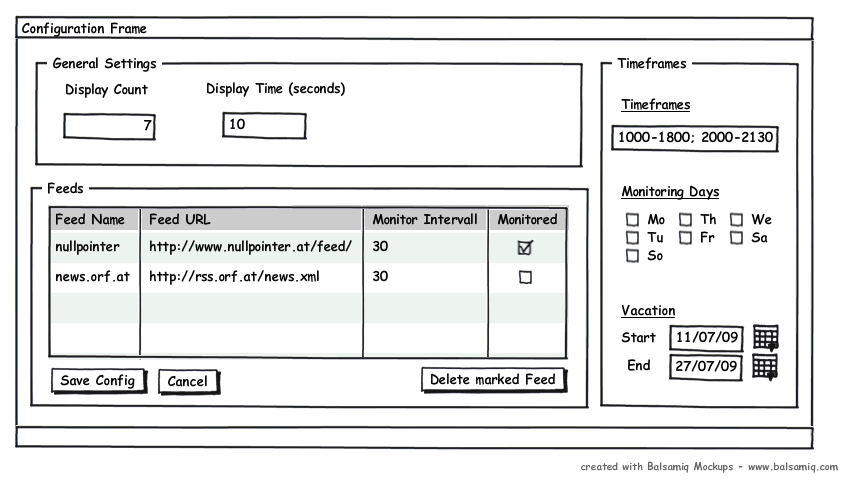 Configuration Frame
General Settings
Display Count
Display Time (seconds)
7
10
Feeds
Feed Name Feed URL Monitor Intervall Monitored
nullpointer http://www.nullpointer.at/feed/ 30
news.orf.at http://rss.orf.at/news.xml 30
Save Config
Cancel
Delete marked Feed
Timeframes
Timeframes
1000-1800; 2000-2130
Monitoring Days
Mo Th We
Tu Fr Sa
So
Vacation
Start 11/07/09
End 27/07/09
created with Balsamiq Mockups - www.balsamiq.com